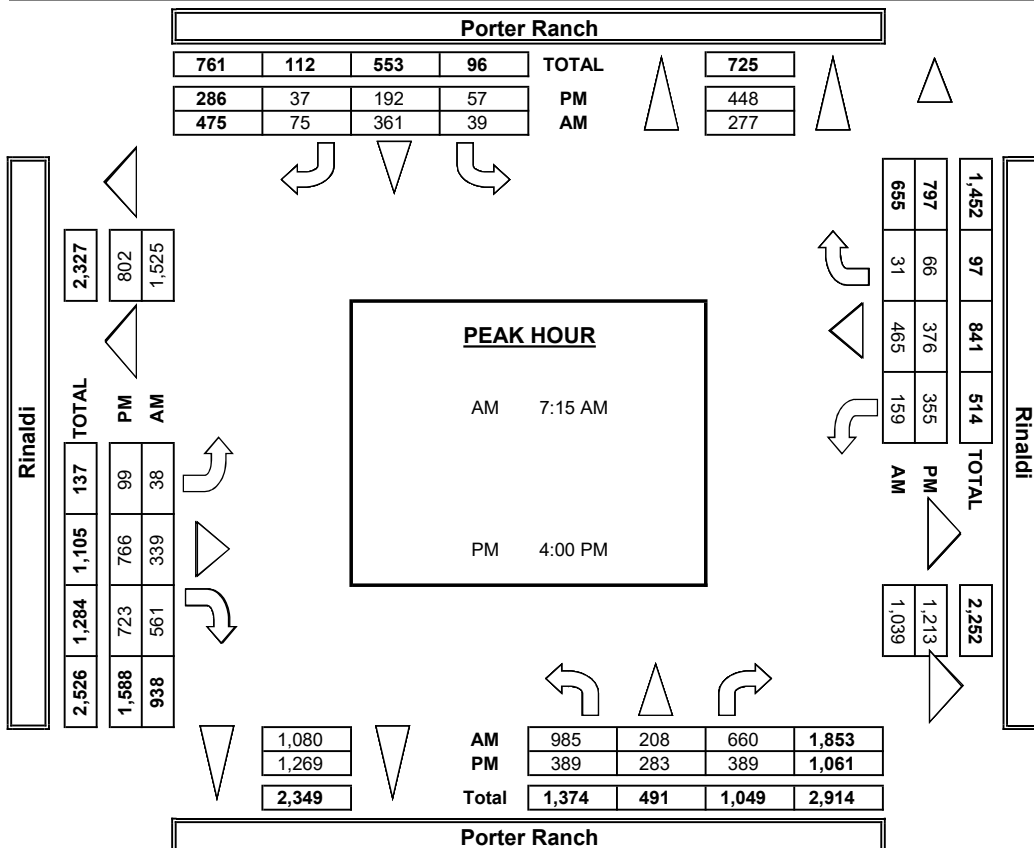 Porter Ranch
761 112 553 96 TOTAL 725
286 37 192 57 PM 448
475 75 361 39 AM 277
Rinaldi
2,327
802
1,525
TOTAL 137 1,105 1,284 2,526
PM 99 766 723 1,588
AM 38 339 561 938
PEAK HOUR
AM 7:15 AM
PM 4:00 PM
1,452 97 841 514 TOTAL
797 66 376 355 PM
655 31 465 159 AM
2,252
1,213
1,039
Rinaldi
1,080 AM 985 208 660 1,853
1,269 PM 389 283 389 1,061
2,349 Total 1,374 491 1,049 2,914
Porter Ranch